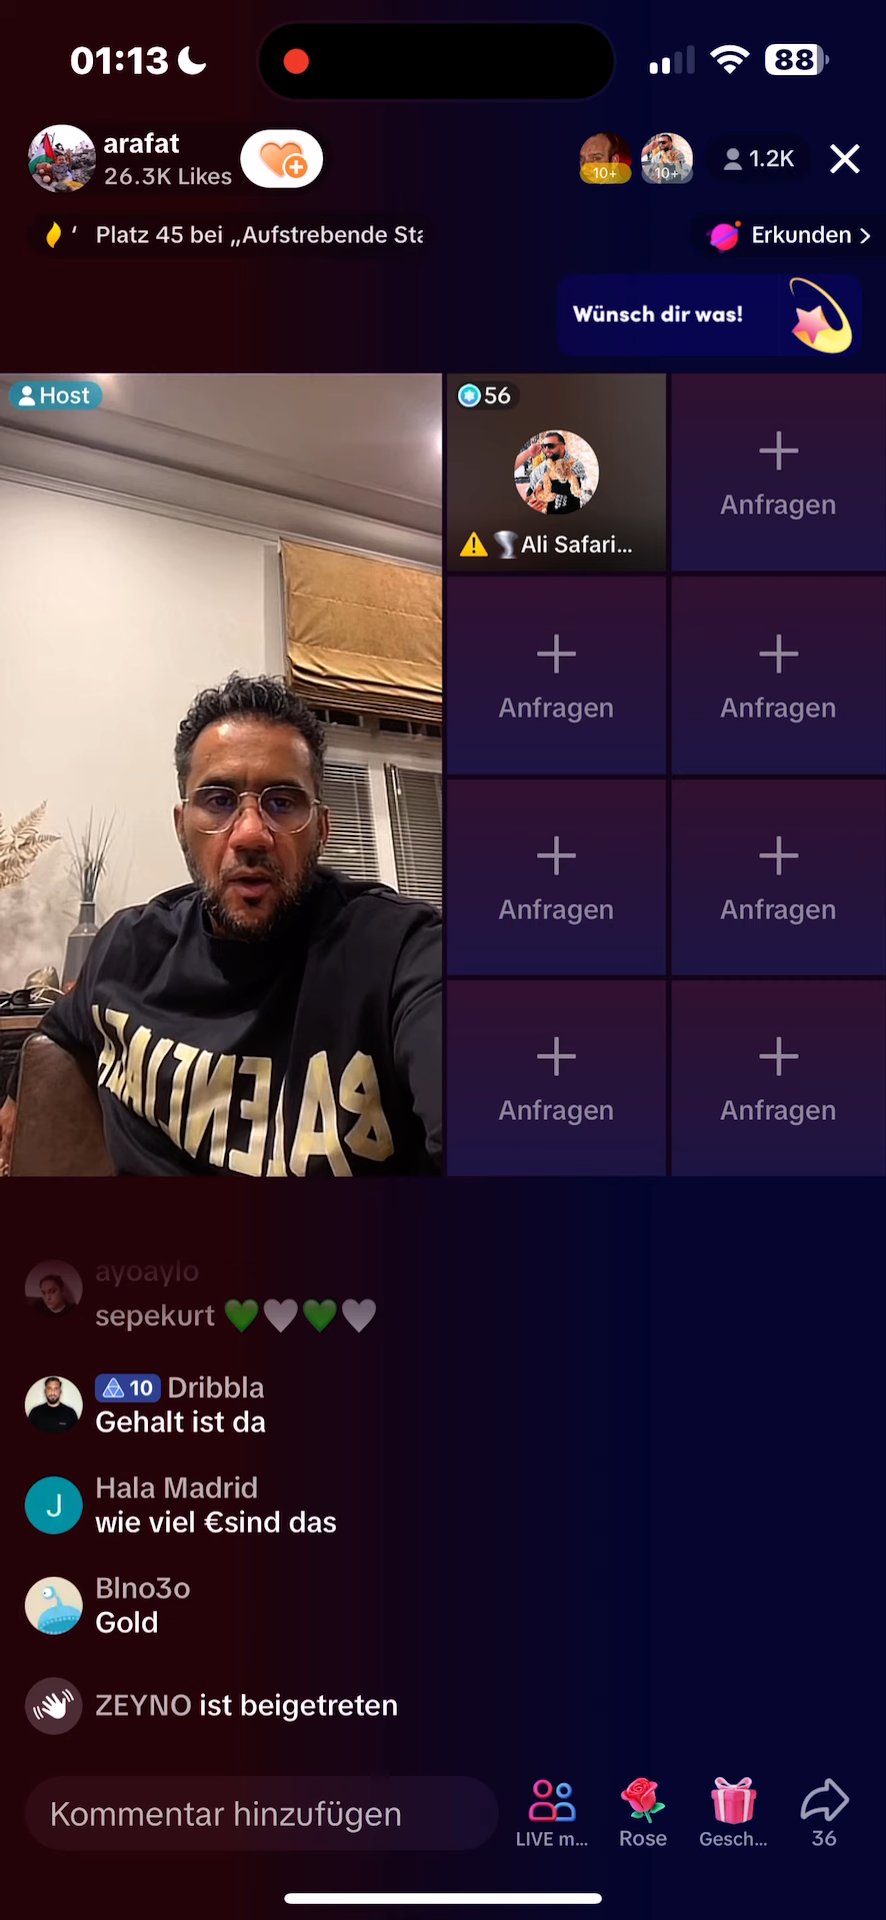 01:13
88
arafat
26.3K Likes
10+
10+
1.2K
Platz 45 bei „Aufstrebende Sta
Erkunden >
Wünsch dir was!
Host
56
Ali Safari...
Anfragen
Anfragen
Anfragen
Anfragen
Anfragen
Anfragen
Anfragen
BALENCIAGA
ayoaylo
sepekurt 💚🤍💚🤍
10 Dribbla
Gehalt ist da
J
Hala Madrid
wie viel €sind das
Blno3o
Gold
ZEYNO ist beigetreten
Kommentar hinzufügen
LIVE m...
Rose
Gesch...
36